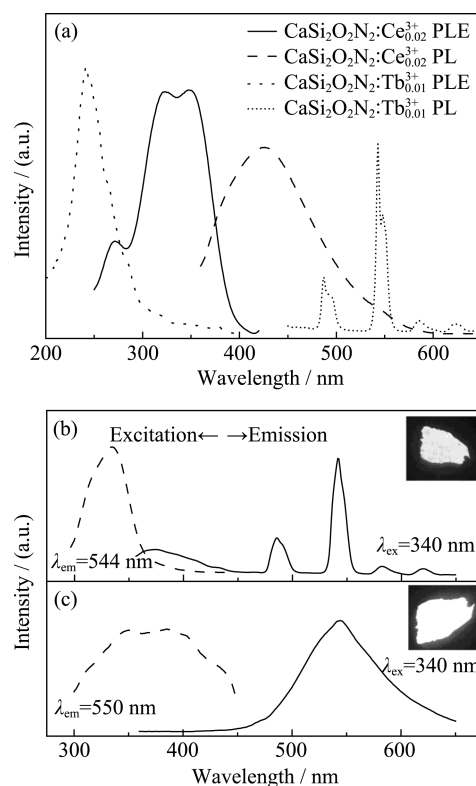 (a)
CaSi₂O₂N₂:Ce³⁺₀.₀₂ PLE
CaSi₂O₂N₂:Ce³⁺₀.₀₂ PL
CaSi₂O₂N₂:Tb³⁺₀.₀₁ PLE
CaSi₂O₂N₂:Tb³⁺₀.₀₁ PL
Intensity / (a.u.)
200 300 400 500 600
Wavelength / nm
(b)
Excitation← →Emission
λem=544 nm
λex=340 nm
(c)
λem=550 nm
λex=340 nm
Intensity / (a.u.)
300 400 500 600
Wavelength / nm